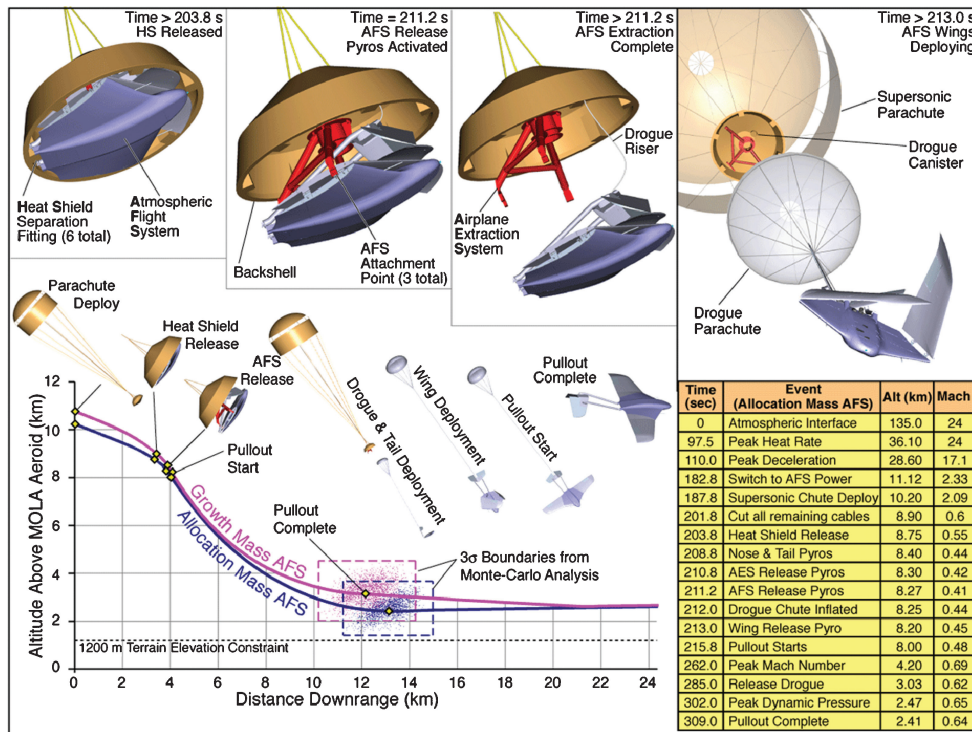 Time > 203.8 s
HS Released
Heat Shield
Separation
Fitting (6 total)
Atmospheric
Flight
System
Time = 211.2 s
AFS Release
Pyros Activated
Backshell
AFS
Attachment
Point (3 total)
Time > 211.2 s
AFS Extraction
Complete
Drogue
Riser
Airplane
Extraction
System
Time > 213.0 s
AFS Wings
Deploying
Supersonic
Parachute
Drogue
Canister
Drogue
Parachute
Parachute
Deploy
Heat Shield
Release
AFS
Release
Pullout
Start
Drogue & Tail Deployment
Wing Deployment
Pullout Start
Pullout
Complete
Growth Mass AFS
Allocation Mass AFS
Pullout
Complete
3σ Boundaries from
Monte-Carlo Analysis
1200 m Terrain Elevation Constraint
Altitude Above MOLA Aeroid (km)
12
10
8
6
4
2
0
0 2 4 6 8 10 12 14 16 18 20 22 24
Distance Downrange (km)
Time (sec) Event (Allocation Mass AFS) Alt (km) Mach
0 Atmospheric Interface 135.0 24
97.5 Peak Heat Rate 36.10 24
110.0 Peak Deceleration 28.60 17.1
182.8 Switch to AFS Power 11.12 2.33
187.8 Supersonic Chute Deploy 10.20 2.09
201.8 Cut all remaining cables 8.90 0.6
203.8 Heat Shield Release 8.75 0.55
208.8 Nose & Tail Pyros 8.40 0.44
210.8 AES Release Pyros 8.30 0.42
211.2 AFS Release Pyros 8.27 0.41
212.0 Drogue Chute Inflated 8.25 0.44
213.0 Wing Release Pyro 8.20 0.45
215.8 Pullout Starts 8.00 0.48
262.0 Peak Mach Number 4.20 0.69
285.0 Release Drogue 3.03 0.62
302.0 Peak Dynamic Pressure 2.47 0.65
309.0 Pullout Complete 2.41 0.64